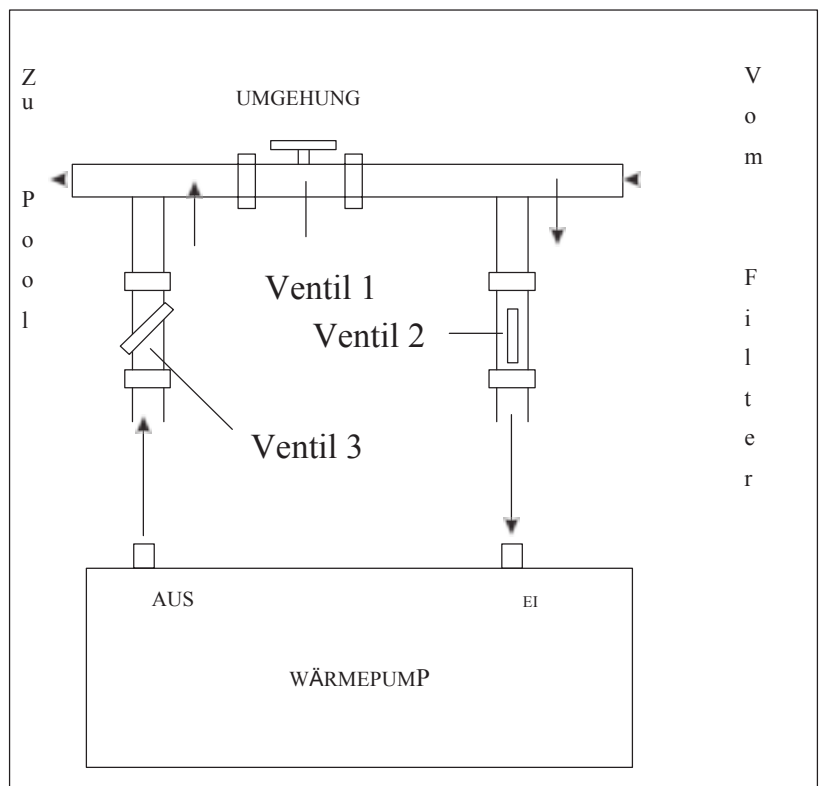 Zu Pool
UMGEHUNG
Vom Filter
Ventil 1
Ventil 2
Ventil 3
AUS
EI
WÄRMEPUMP